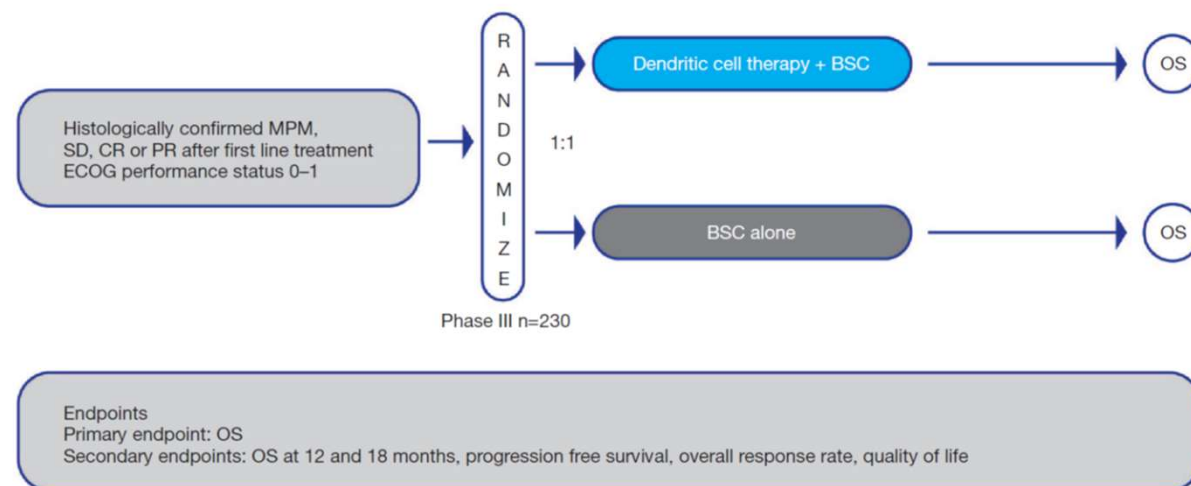 Histologically confirmed MPM,
SD, CR or PR after first line treatment
ECOG performance status 0–1
R
A
N
D
O
M
I
Z
E
Phase III n=230
Dendritic cell therapy + BSC
OS
1:1
BSC alone
OS
Endpoints
Primary endpoint: OS
Secondary endpoints: OS at 12 and 18 months, progression free survival, overall response rate, quality of life